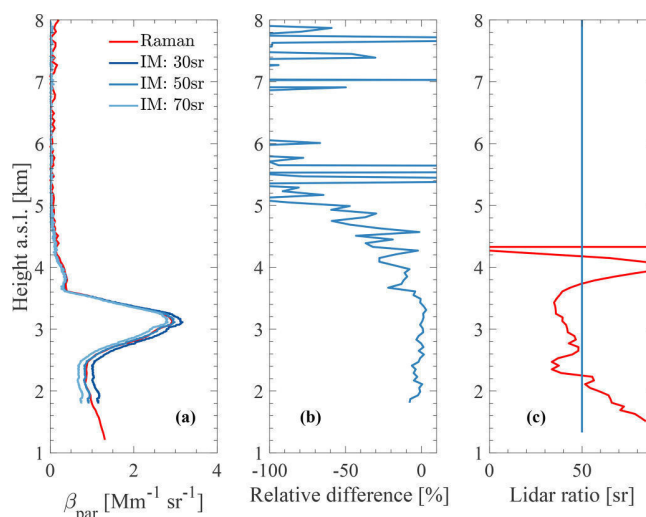 Raman
IM: 30sr
IM: 50sr
IM: 70sr
Height a.s.l. [km]
8
7
6
5
4
3
2
1
0 2 4
β_par [Mm⁻¹ sr⁻¹]
(a)
8
7
6
5
4
3
2
1
-100 -50 0
Relative difference [%]
(b)
8
7
6
5
4
3
2
1
0 50
Lidar ratio [sr]
(c)